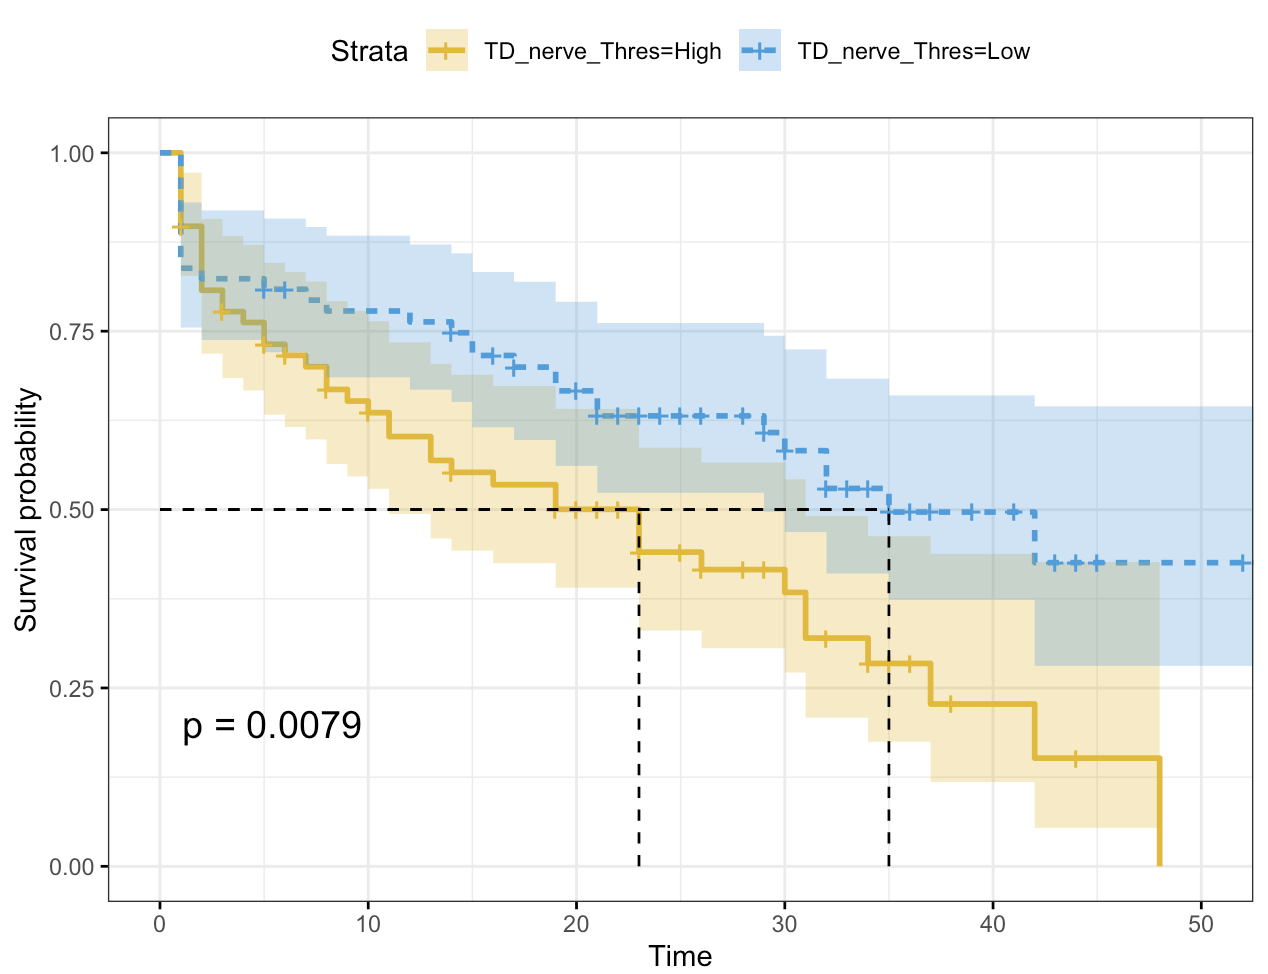 Strata TD_nerve_Thres=High TD_nerve_Thres=Low
Survival probability
1.00
0.75
0.50
0.25
0.00
p = 0.0079
0 10 20 30 40 50
Time